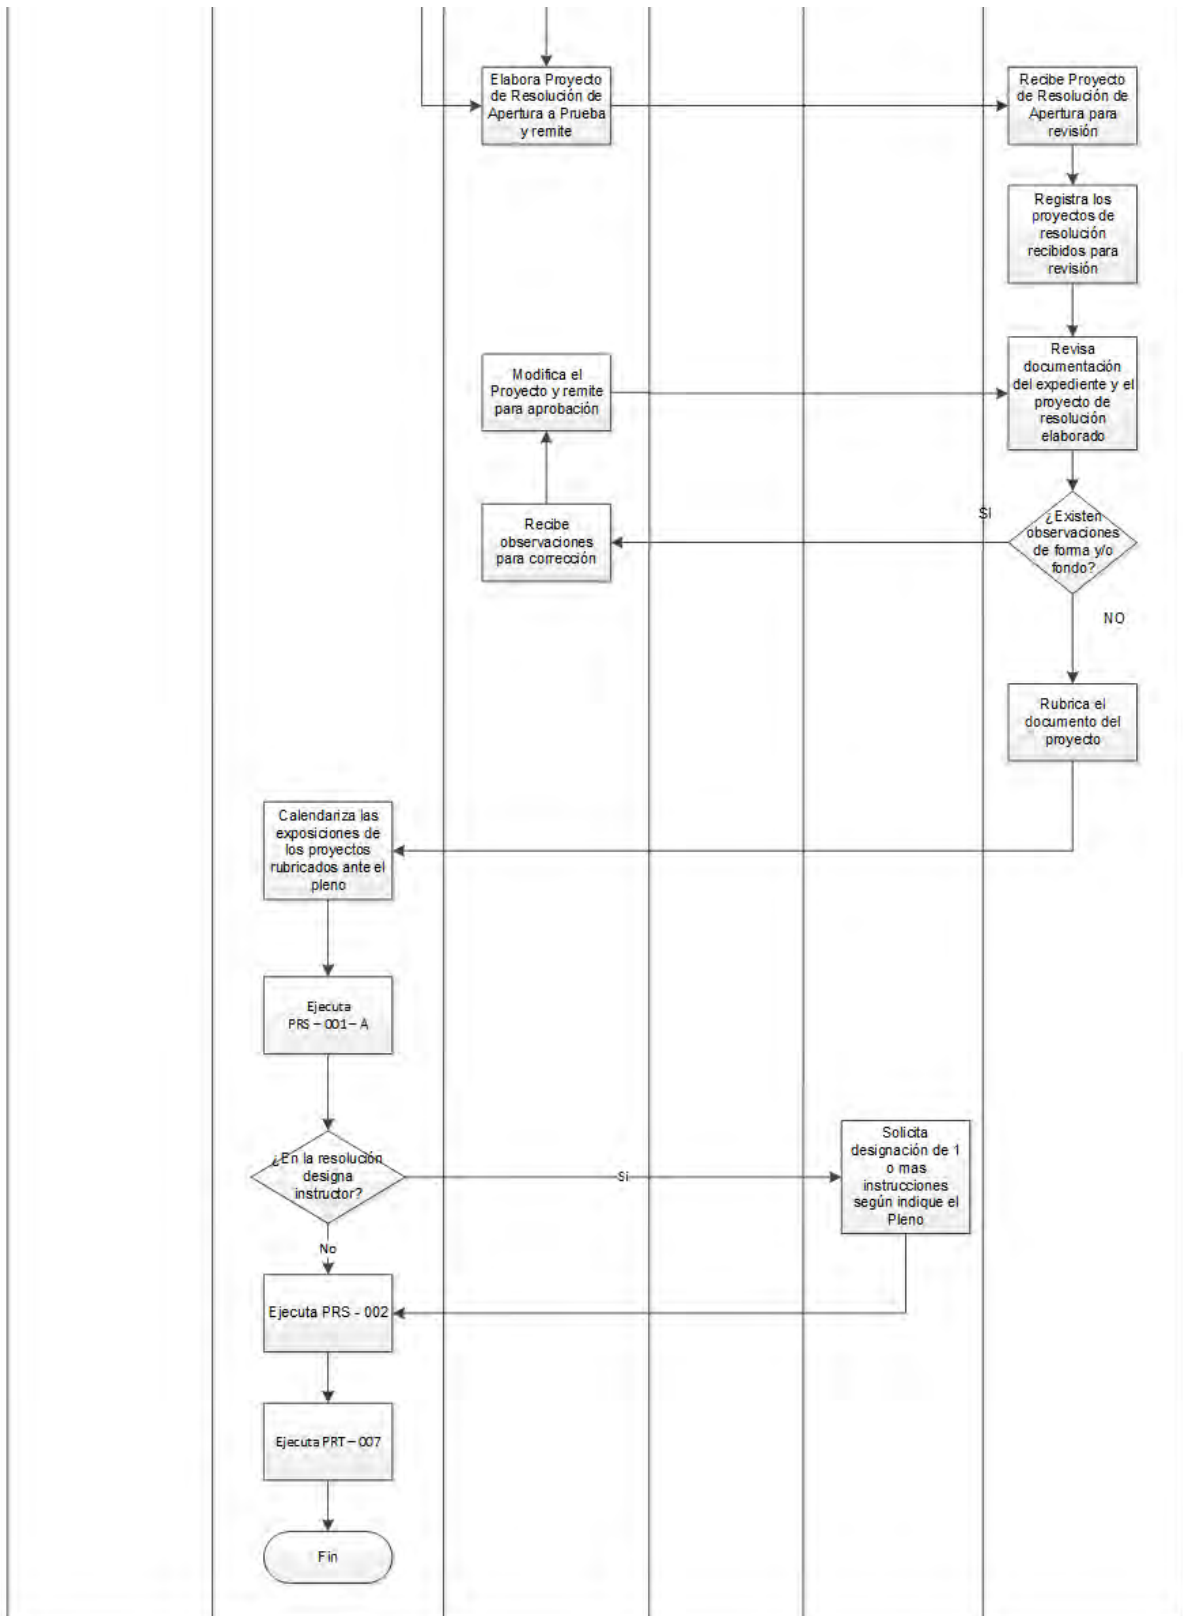 Elabora Proyecto
de Resolución de
Apertura a Prueba
y remite
Recibe Proyecto
de Resolución de
Apertura para
revisión
Registra los
proyectos de
resolución
recibidos para
revisión
Revisa
documentación
del expediente y el
proyecto de
resolución
elaborado
Modifica el
Proyecto y remite
para aprobación
SI
¿Existen
observaciones
de forma y/o
fondo?
Recibe
observaciones
para corrección
NO
Rubrica el
documento del
proyecto
Calendariza las
exposiciones de
los proyectos
rubricados ante el
pleno
Ejecuta
PRS – 001 – A
¿En la resolución
designa
instructor?
Si
Solicita
designación de 1
o mas
instrucciones
según indique el
Pleno
No
Ejecuta PRS - 002
Ejecuta PRT – 007
Fin